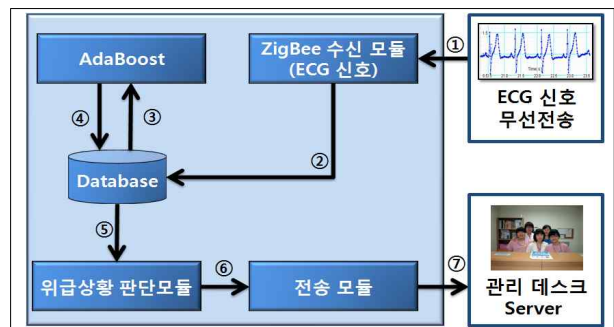 AdaBoost
ZigBee 수신 모듈
(ECG 신호)
①
ECG 신호
무선전송
④
③
②
Database
⑤
위급상황 판단모듈
⑥
전송 모듈
⑦
관리 데스크
Server